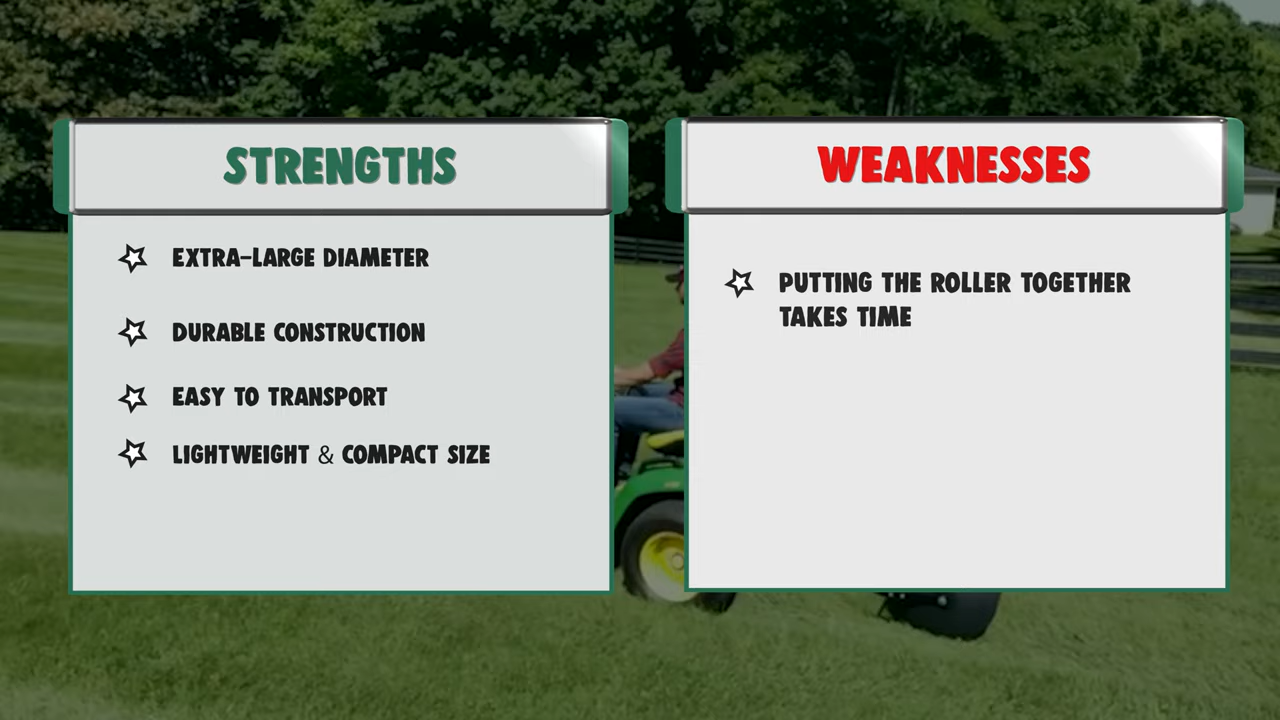 STRENGTHS
EXTRA-LARGE DIAMETER
DURABLE CONSTRUCTION
EASY TO TRANSPORT
LIGHTWEIGHT & COMPACT SIZE
WEAKNESSES
PUTTING THE ROLLER TOGETHER
TAKES TIME